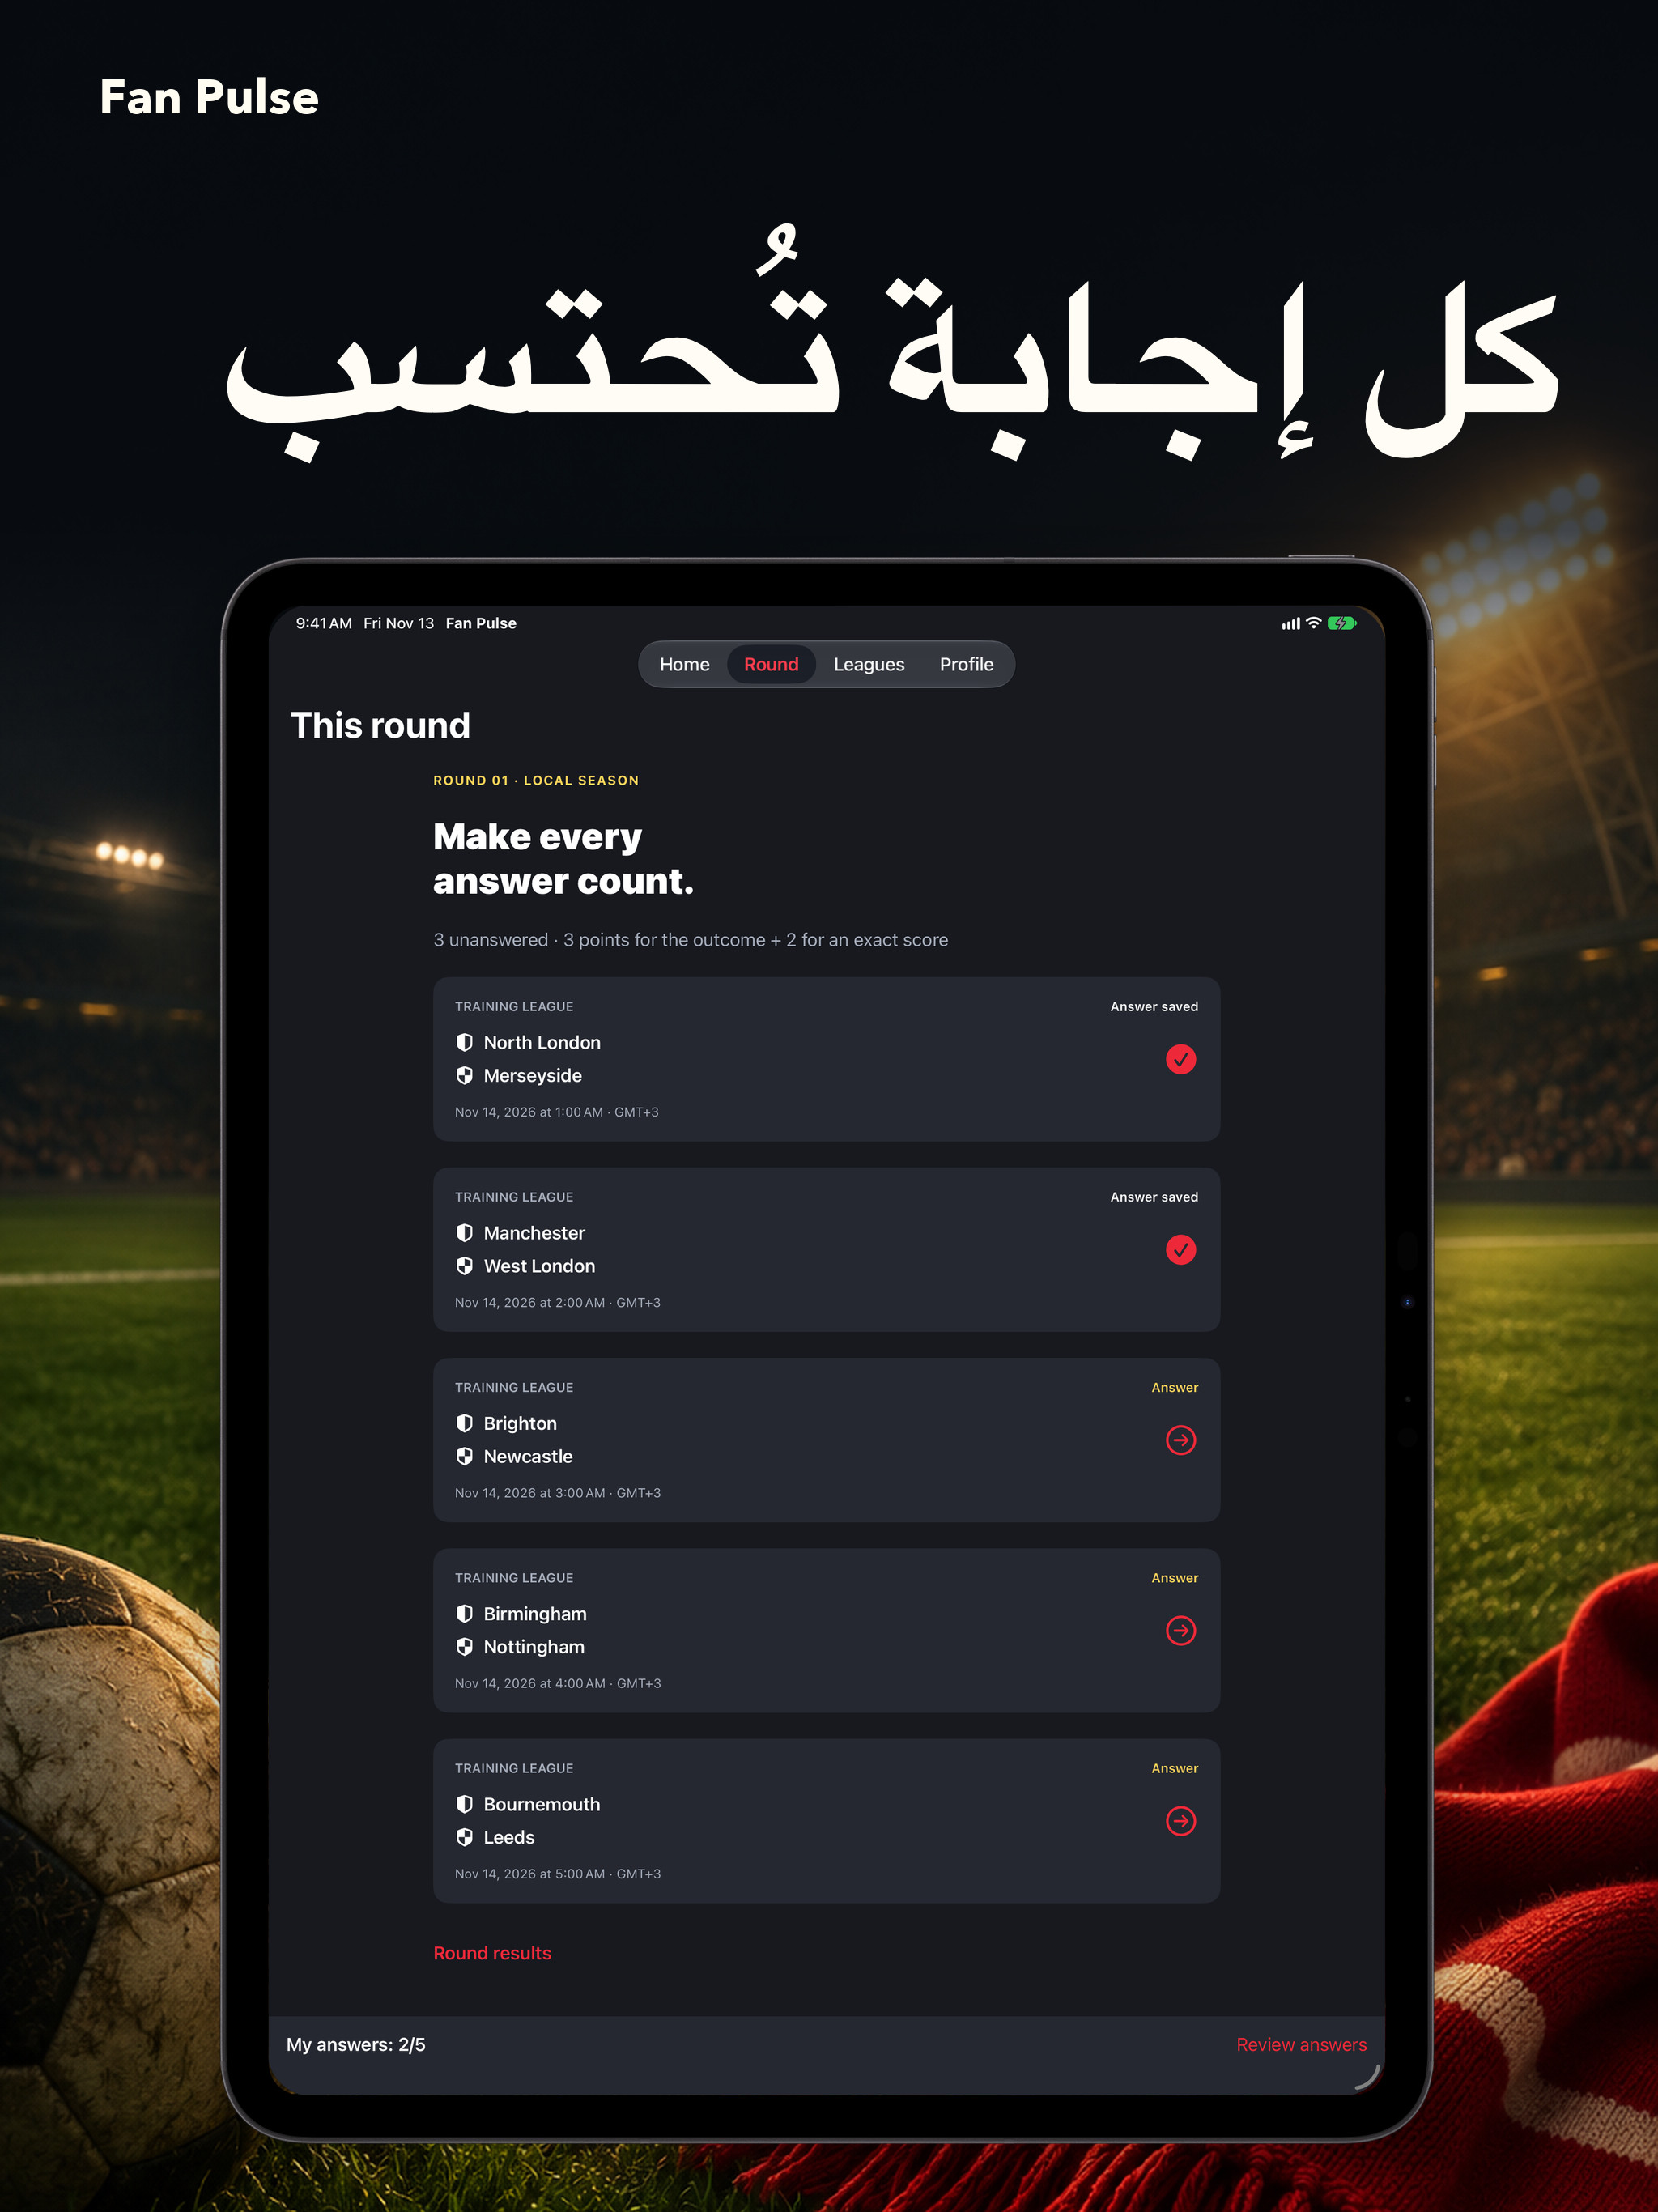 Fan Pulse
كل إجابة تُحتسب
9:41 AM Fri Nov 13 Fan Pulse
Home Round Leagues Profile
This round
ROUND 01 · LOCAL SEASON
Make every
answer count.
3 unanswered · 3 points for the outcome + 2 for an exact score
TRAINING LEAGUE Answer saved
North London
Merseyside
Nov 14, 2026 at 1:00 AM · GMT+3
TRAINING LEAGUE Answer saved
Manchester
West London
Nov 14, 2026 at 2:00 AM · GMT+3
TRAINING LEAGUE Answer
Brighton
Newcastle
Nov 14, 2026 at 3:00 AM · GMT+3
TRAINING LEAGUE Answer
Birmingham
Nottingham
Nov 14, 2026 at 4:00 AM · GMT+3
TRAINING LEAGUE Answer
Bournemouth
Leeds
Nov 14, 2026 at 5:00 AM · GMT+3
Round results
My answers: 2/5 Review answers